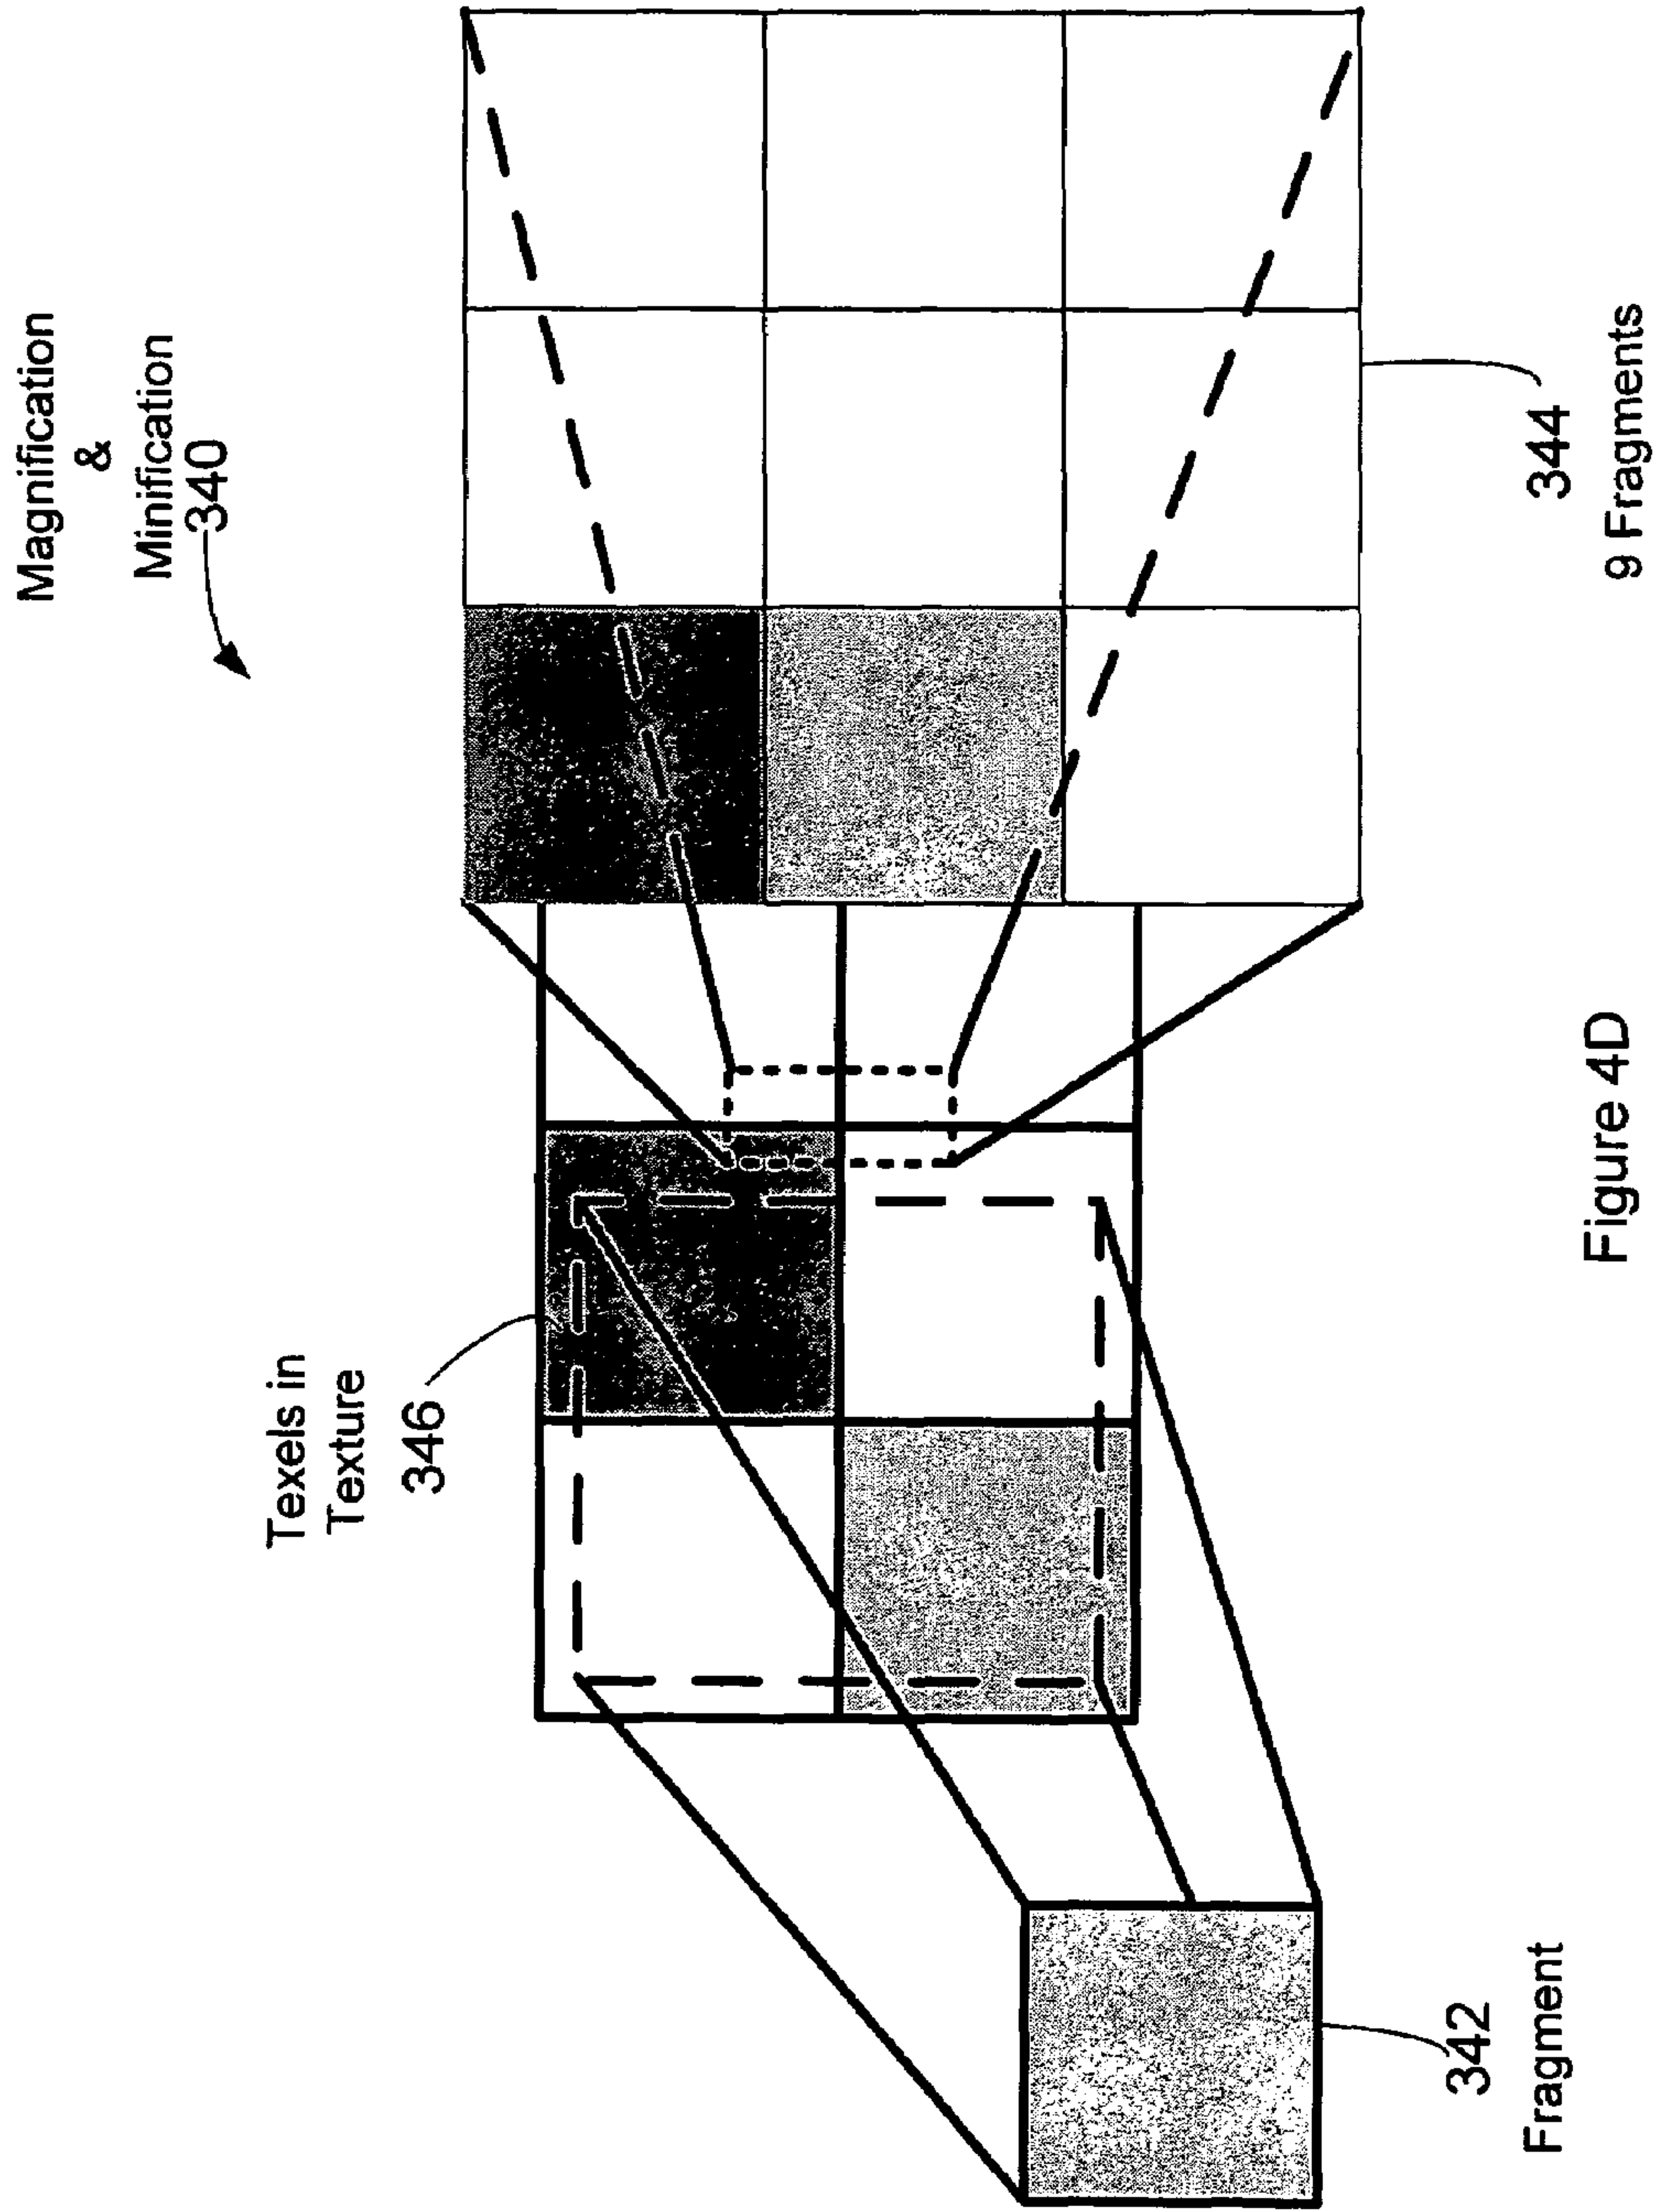 Magnification
&
Minification
340
Texels in
Texture
346
342
Fragment
344
9 Fragments
Figure 4D